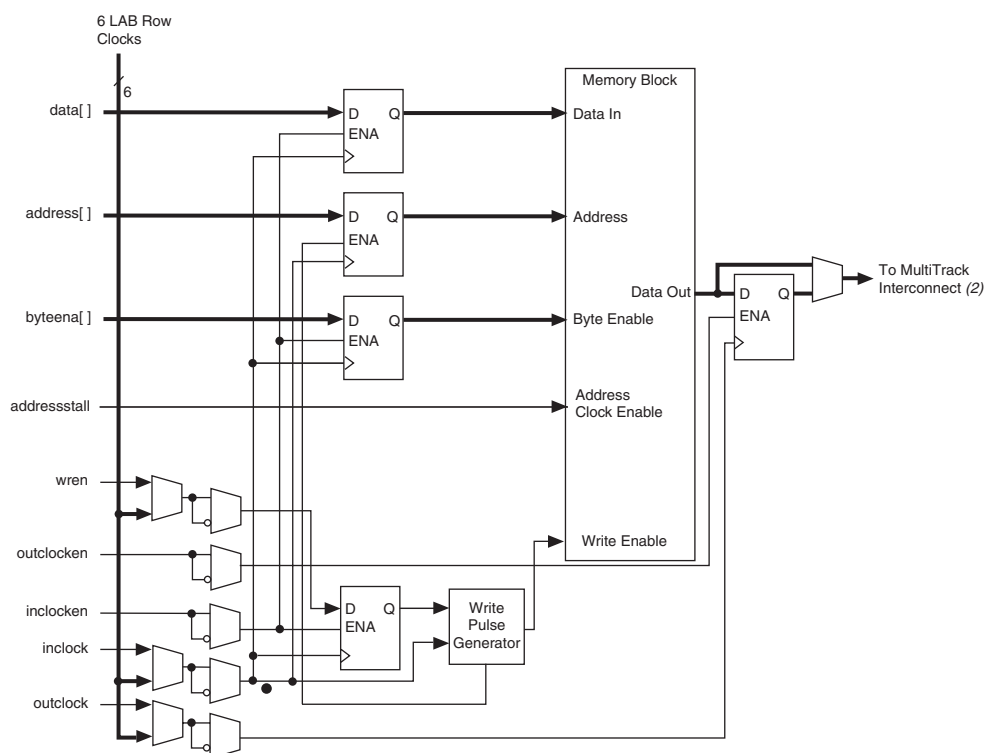 6 LAB Row
Clocks
6
data[ ]
D Q
ENA
Memory Block
Data In
address[ ]
D Q
ENA
Address
Data Out
D Q
ENA
To MultiTrack
Interconnect (2)
byteena[ ]
D Q
ENA
Byte Enable
addressstall
Address
Clock Enable
wren
outclocken
Write Enable
inclocken
D Q
ENA
Write
Pulse
Generator
inclock
outclock